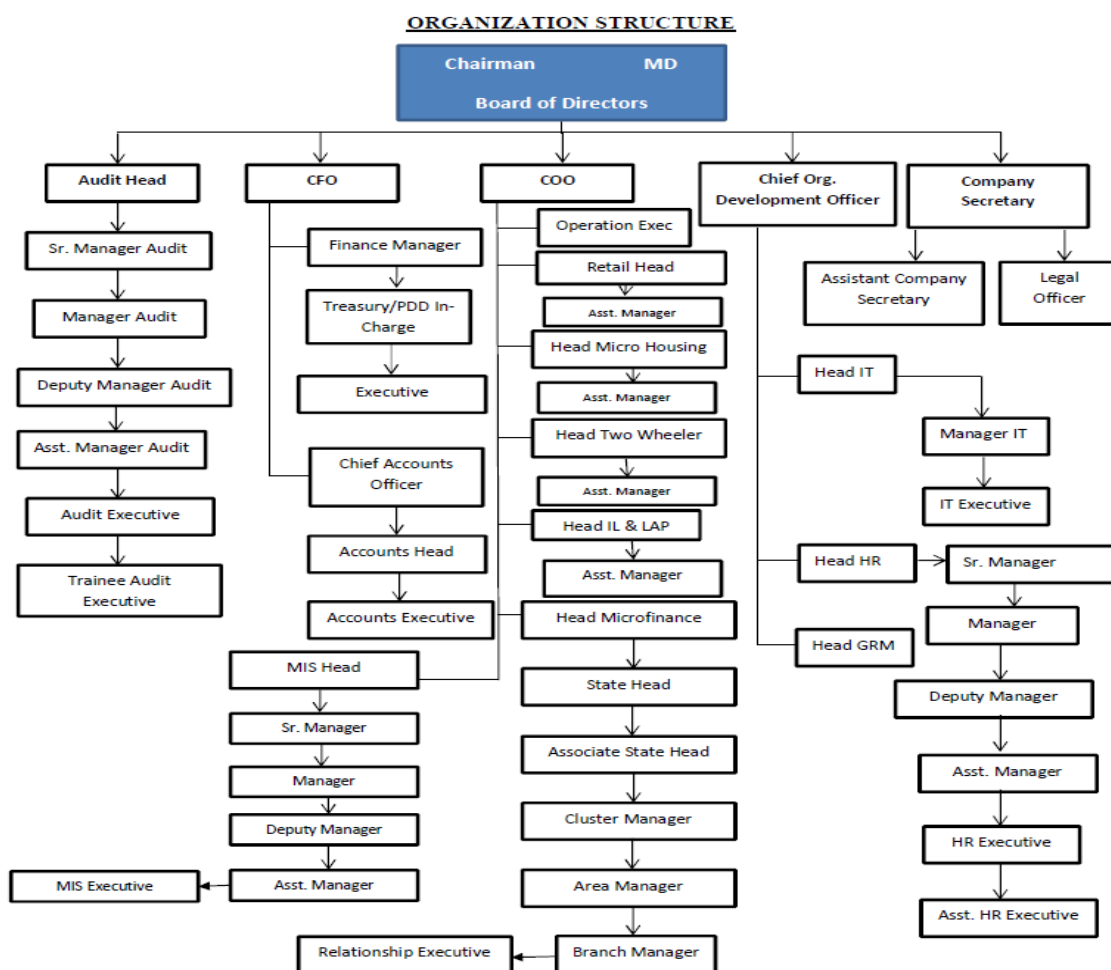 ORGANIZATION STRUCTURE
Chairman MD
Board of Directors
Audit Head
Sr. Manager Audit
Manager Audit
Deputy Manager Audit
Asst. Manager Audit
Audit Executive
Trainee Audit
Executive
CFO
Finance Manager
Treasury/PDD In-
Charge
Executive
Chief Accounts
Officer
Accounts Head
Accounts Executive
COO
Operation Exec
Retail Head
Asst. Manager
Head Micro Housing
Asst. Manager
Head Two Wheeler
Asst. Manager
Head IL & LAP
Asst. Manager
Head Microfinance
State Head
Associate State Head
Cluster Manager
Area Manager
Branch Manager
Relationship Executive
MIS Head
Sr. Manager
Manager
Deputy Manager
Asst. Manager
MIS Executive
Chief Org.
Development Officer
Head IT
Manager IT
IT Executive
Head HR
Sr. Manager
Manager
Deputy Manager
Asst. Manager
HR Executive
Asst. HR Executive
Head GRM
Company
Secretary
Assistant Company
Secretary
Legal
Officer